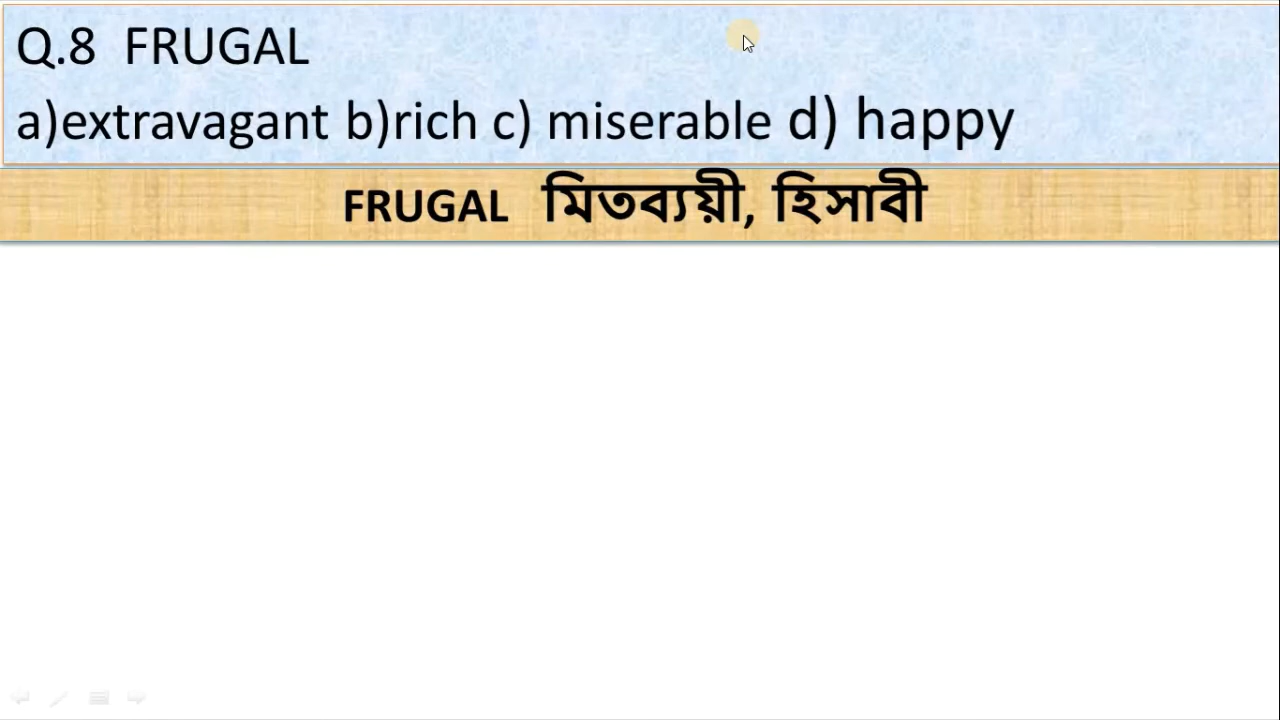 Q.8 FRUGAL
a)extravagant b)rich c) miserable d) happy
FRUGAL মিতব্যয়ী, হিসাবী